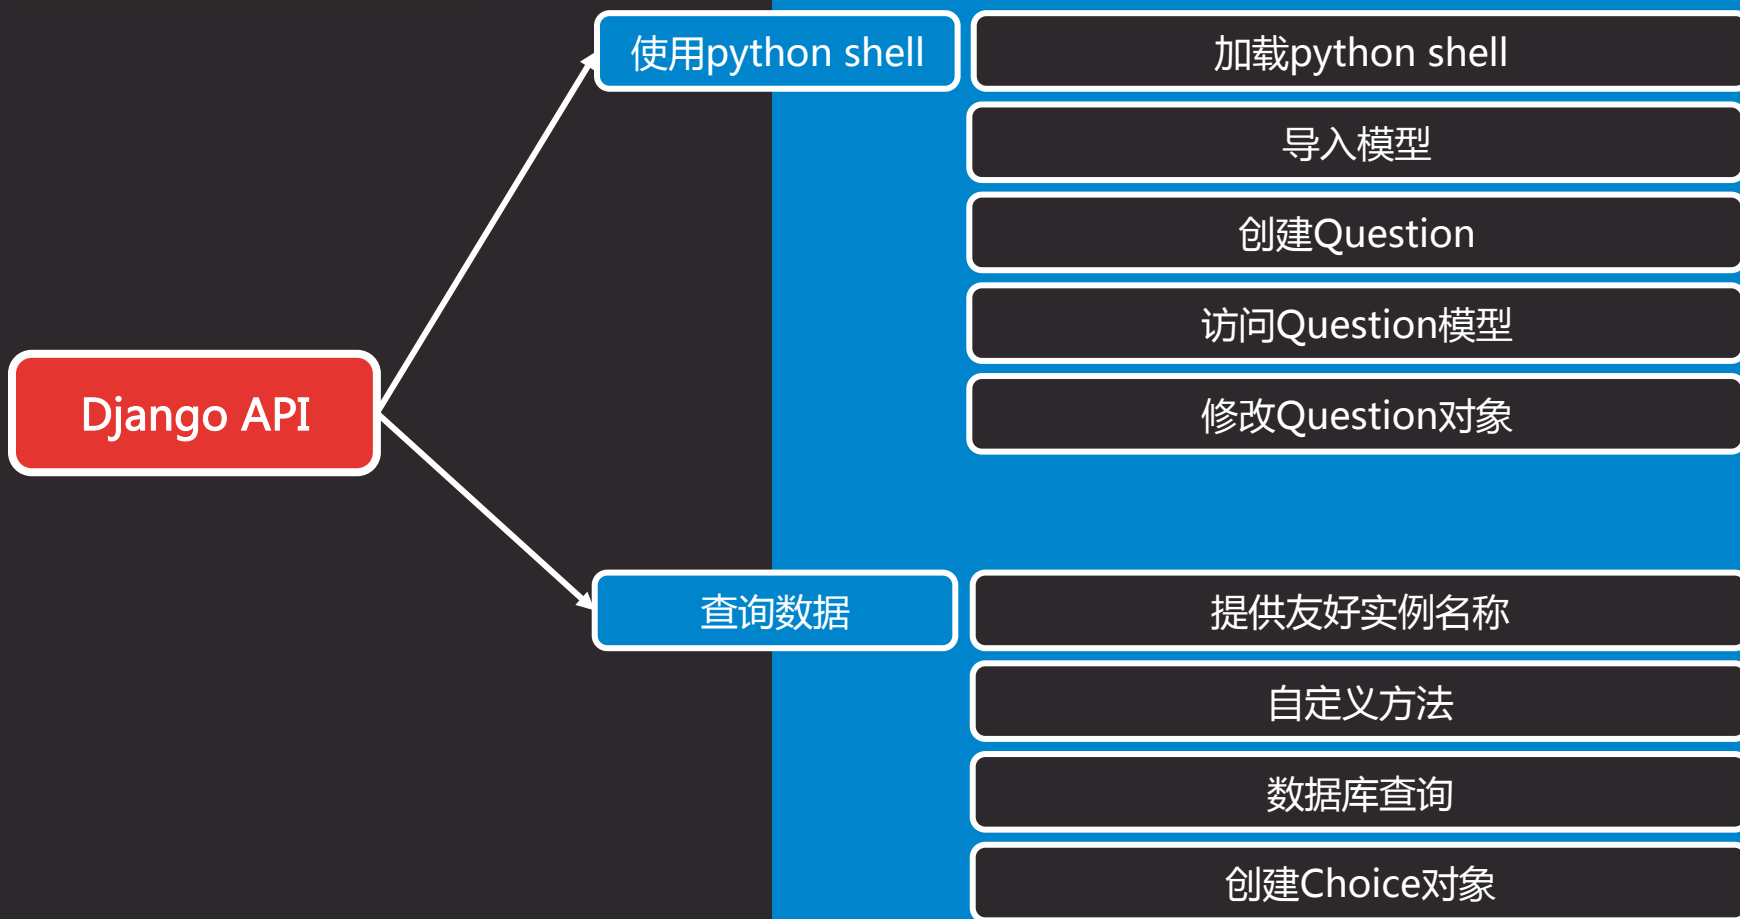 Django API
使用python shell
加载python shell
导入模型
创建Question
访问Question模型
修改Question对象
查询数据
提供友好实例名称
自定义方法
数据库查询
创建Choice对象